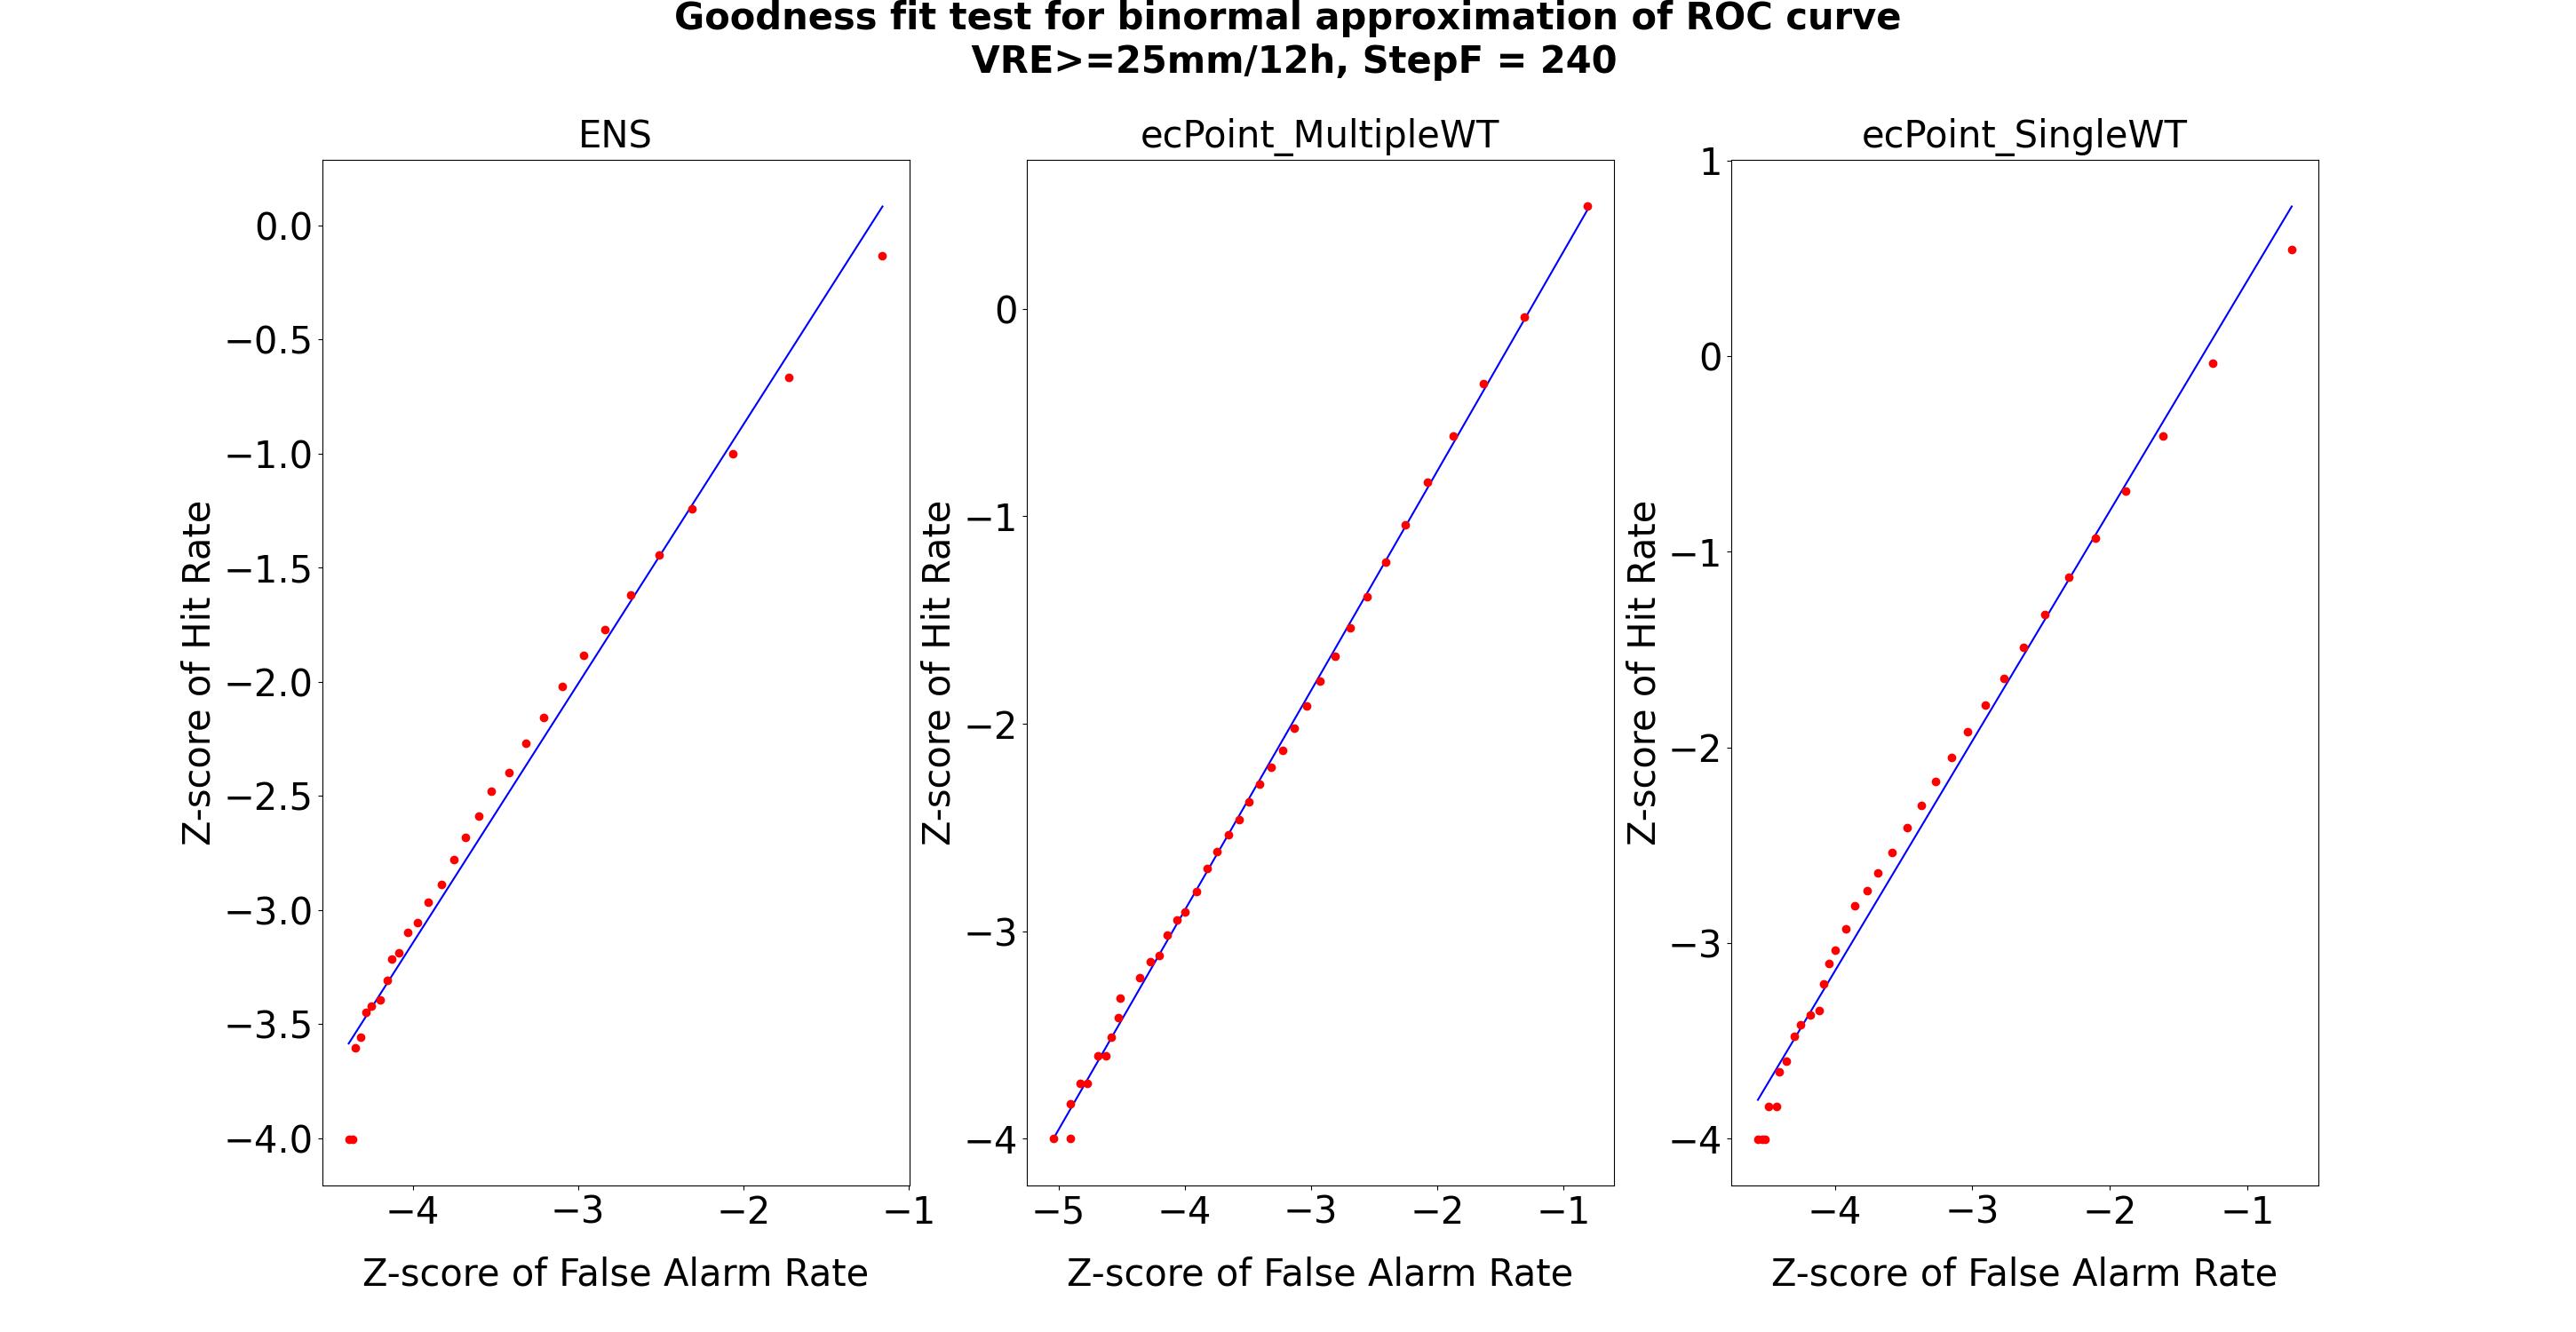 Goodness fit test for binormal approximation of ROC curve
VRE>=25mm/12h, StepF = 240
ENS
0.0
−0.5
−1.0
−1.5
−2.0
−2.5
−3.0
−3.5
−4.0
Z-score of Hit Rate
−4 −3 −2 −1
Z-score of False Alarm Rate
ecPoint_MultipleWT
0
−1
−2
−3
−4
Z-score of Hit Rate
−5 −4 −3 −2 −1
Z-score of False Alarm Rate
ecPoint_SingleWT
1
0
−1
−2
−3
−4
Z-score of Hit Rate
−4 −3 −2 −1
Z-score of False Alarm Rate